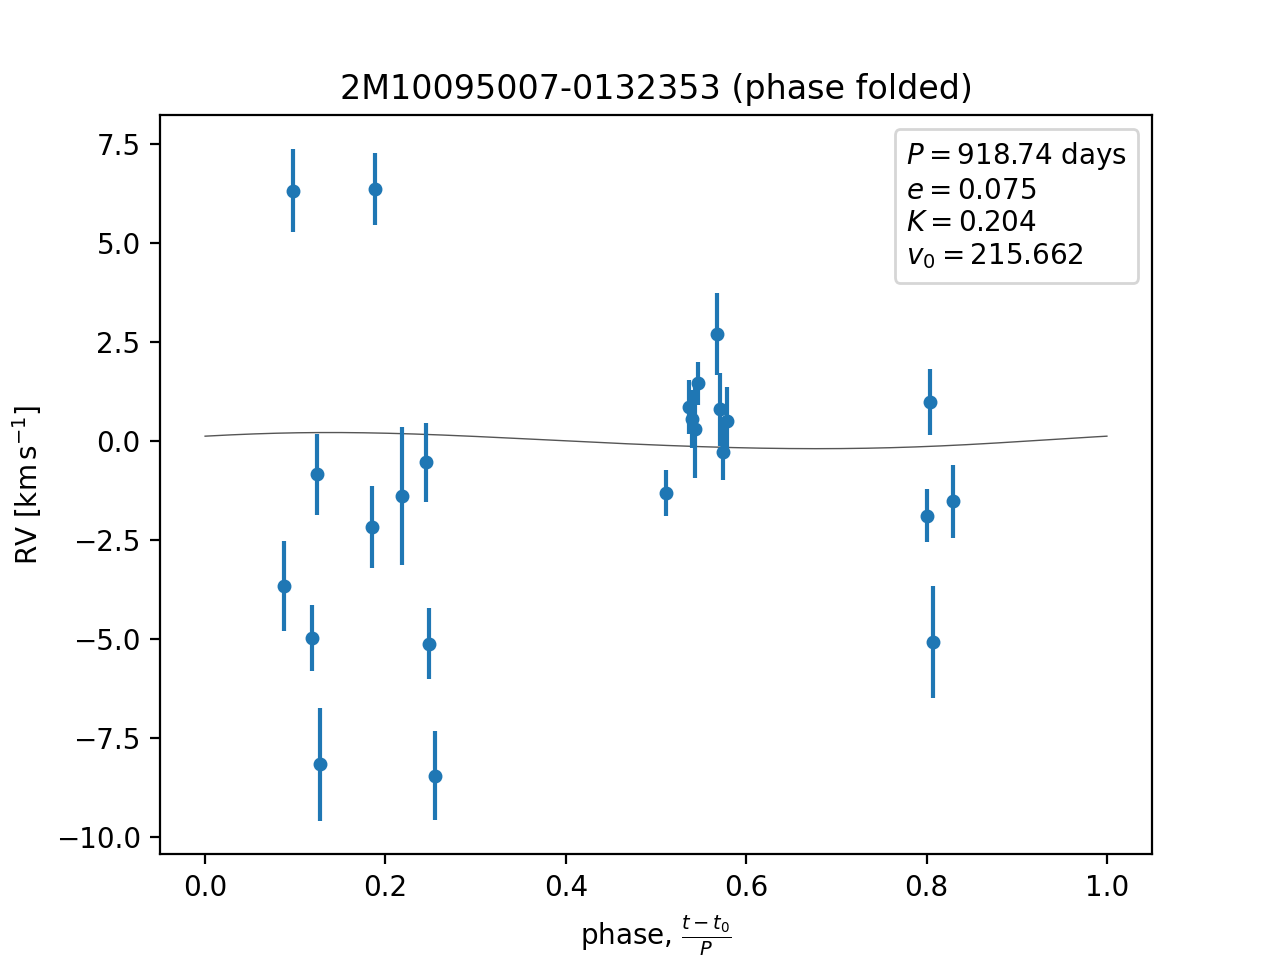 2M10095007-0132353 (phase folded)
P = 918.74 days
e = 0.075
K = 0.204
v₀ = 215.662
RV [km s⁻¹]
7.5
5.0
2.5
0.0
−2.5
−5.0
−7.5
−10.0
0.0 0.2 0.4 0.6 0.8 1.0
phase, (t − t₀)/P